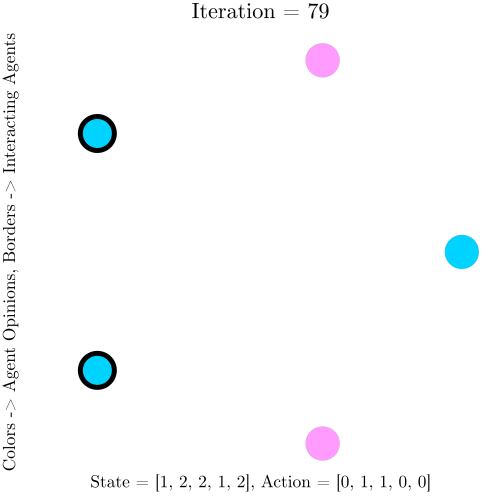 Iteration = 79
Colors -> Agent Opinions, Borders -> Interacting Agents
State = [1, 2, 2, 1, 2], Action = [0, 1, 1, 0, 0]